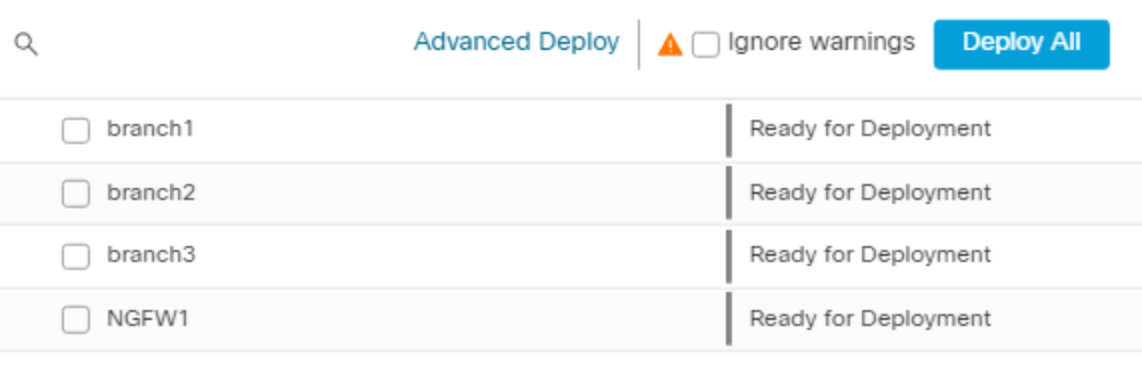 Advanced Deploy Ignore warnings Deploy All
branch1 Ready for Deployment
branch2 Ready for Deployment
branch3 Ready for Deployment
NGFW1 Ready for Deployment